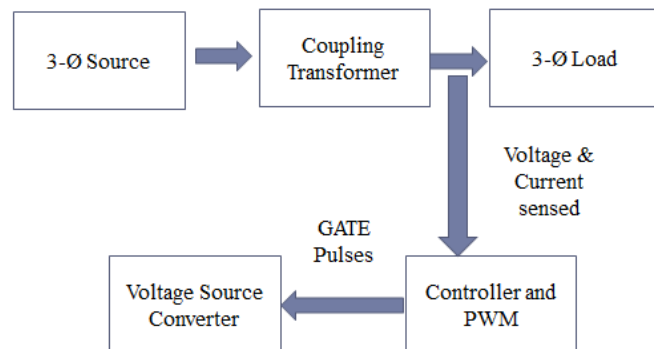 3-Ø Source
Coupling
Transformer
3-Ø Load
Voltage &
Current
sensed
GATE
Pulses
Voltage Source
Converter
Controller and
PWM